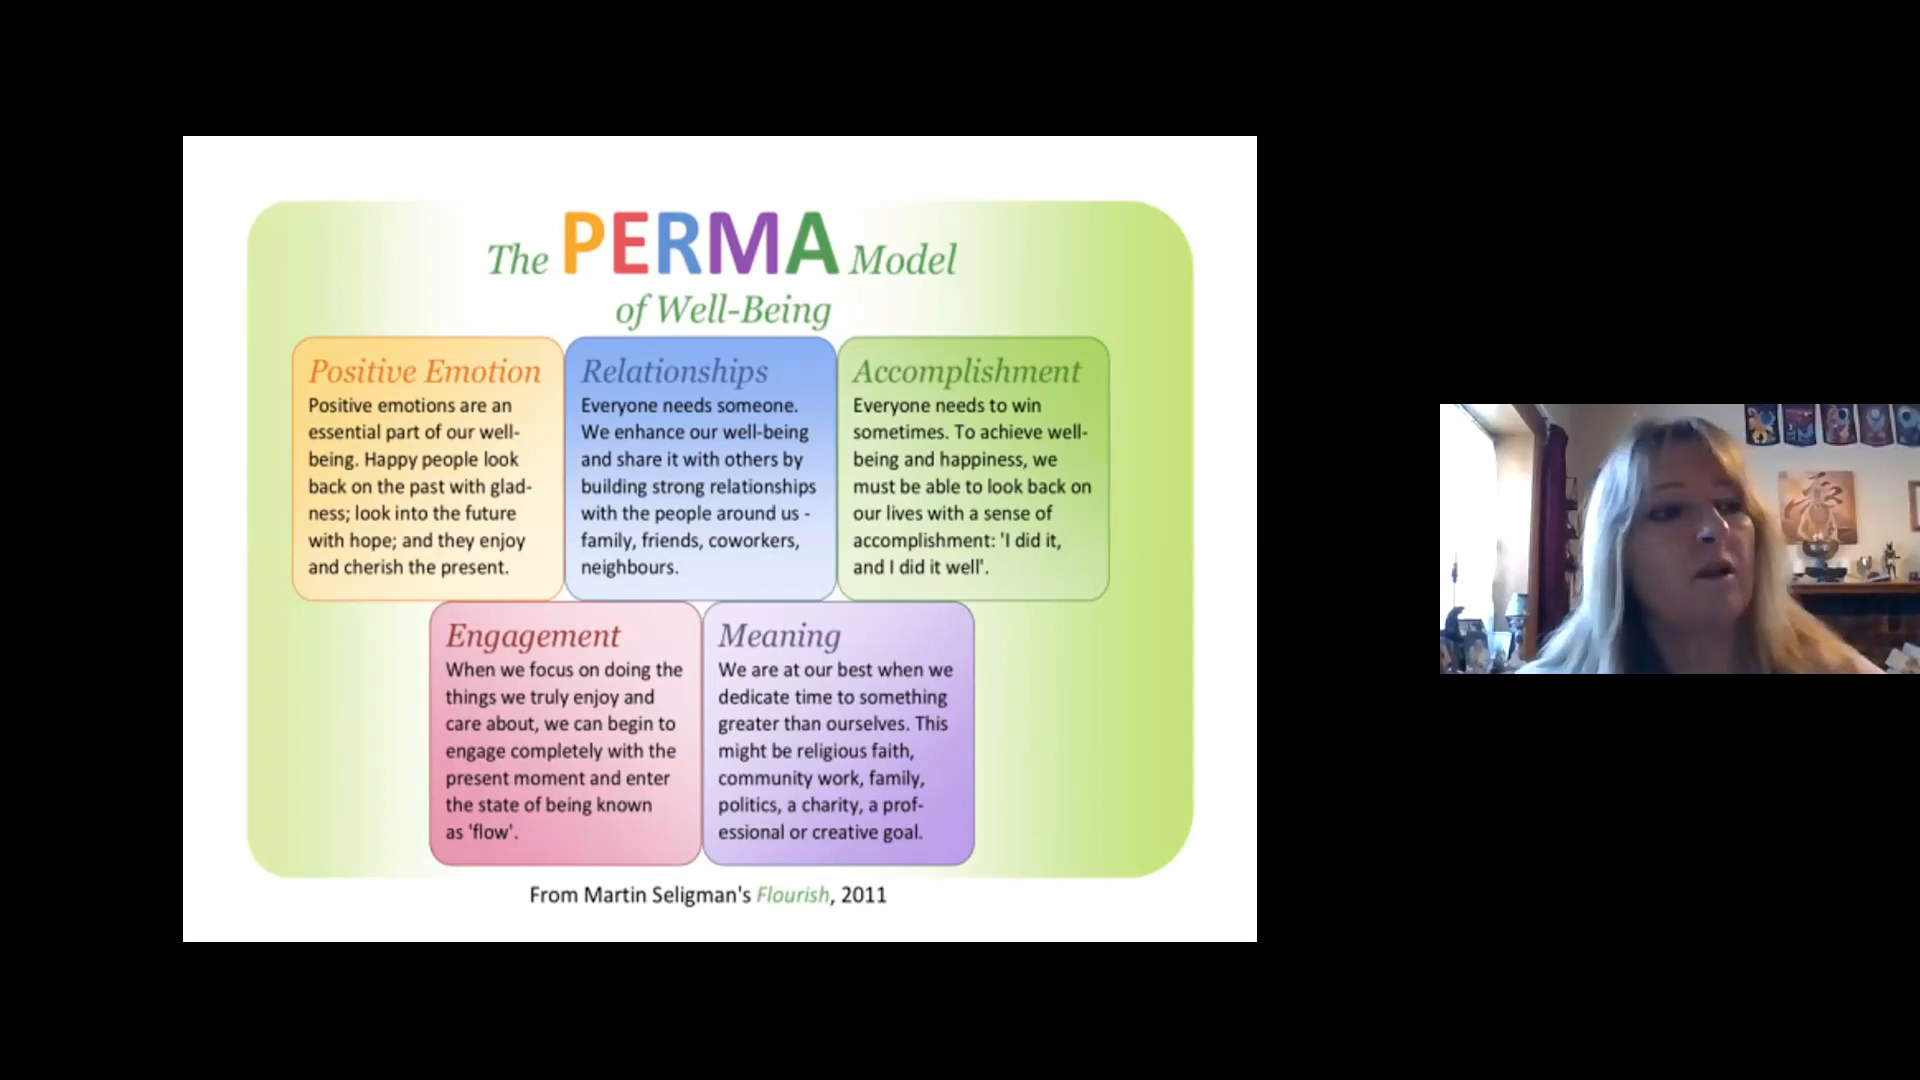 The PERMA Model
of Well-Being
Positive Emotion
Positive emotions are an
essential part of our well-
being. Happy people look
back on the past with glad-
ness; look into the future
with hope; and they enjoy
and cherish the present.
Relationships
Everyone needs someone.
We enhance our well-being
and share it with others by
building strong relationships
with the people around us -
family, friends, coworkers,
neighbours.
Accomplishment
Everyone needs to win
sometimes. To achieve well-
being and happiness, we
must be able to look back on
our lives with a sense of
accomplishment: 'I did it,
and I did it well'.
Engagement
When we focus on doing the
things we truly enjoy and
care about, we can begin to
engage completely with the
present moment and enter
the state of being known
as 'flow'.
Meaning
We are at our best when we
dedicate time to something
greater than ourselves. This
might be religious faith,
community work, family,
politics, a charity, a prof-
essional or creative goal.
From Martin Seligman's Flourish, 2011